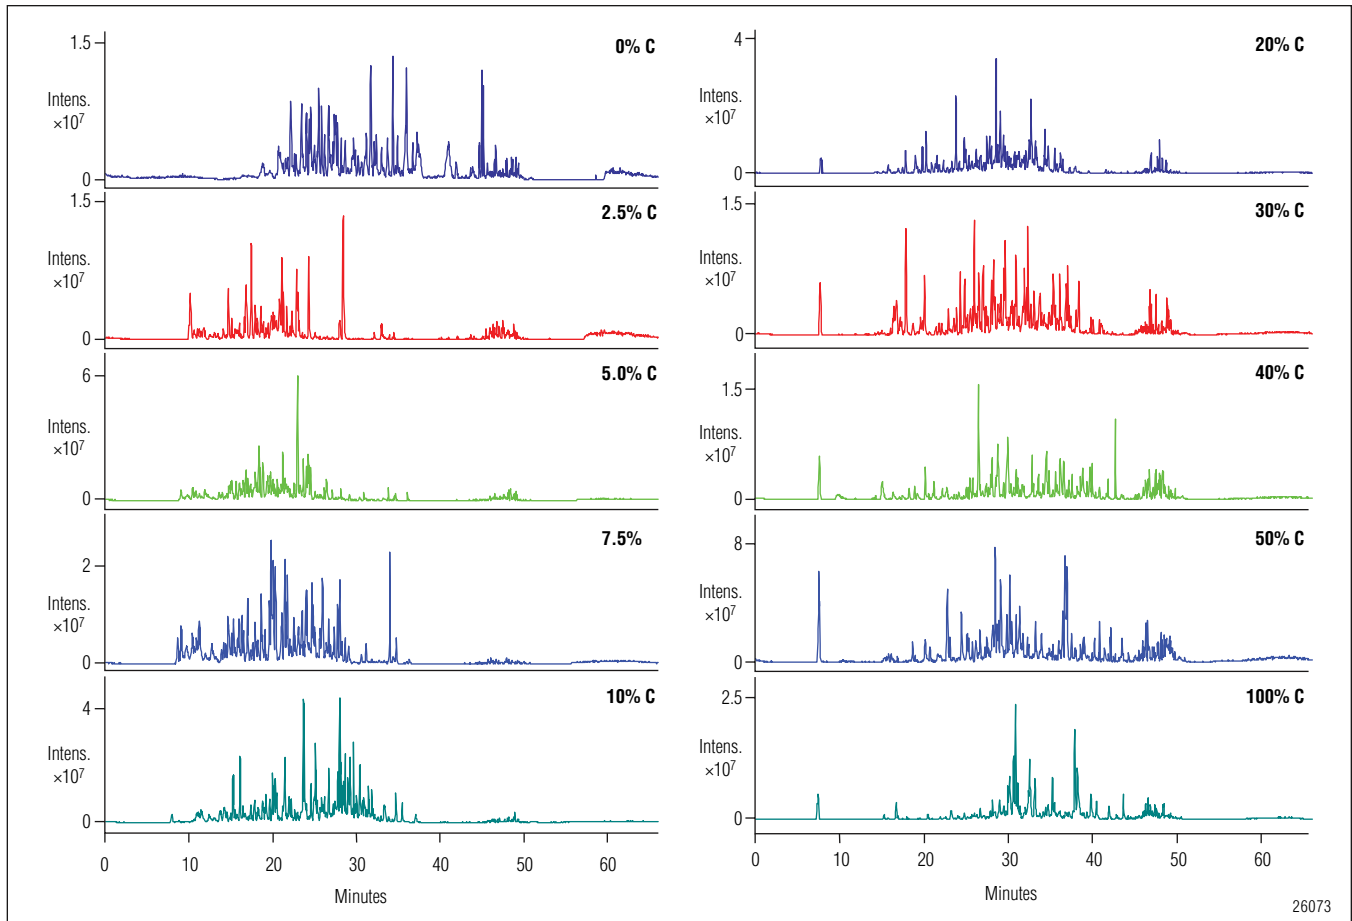 1.5
0% C
Intens.
×10⁷
0
1.5
2.5% C
Intens.
×10⁷
0
6
5.0% C
Intens.
×10⁷
0
7.5%
2
Intens.
×10⁷
0
10% C
4
Intens.
×10⁷
0
0 10 20 30 40 50 60
Minutes
4
20% C
Intens.
×10⁷
0
1.5
30% C
Intens.
×10⁷
0
40% C
1.5
Intens.
×10⁷
0
50% C
8
Intens.
×10⁷
0
2.5
100% C
Intens.
×10⁷
0
0 10 20 30 40 50 60
Minutes
26073